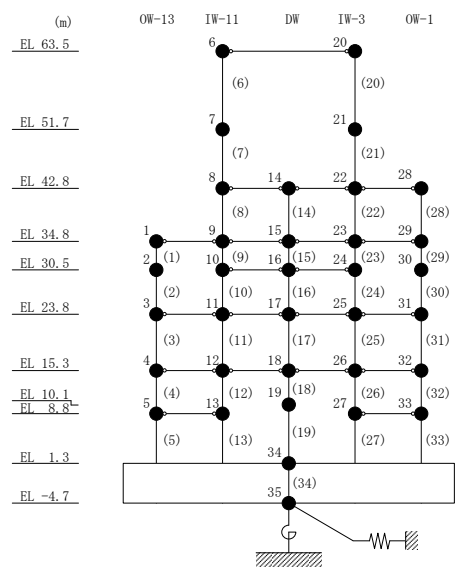 (m) OW-13 IW-11 DW IW-3 OW-1
EL 63.5 6 20
(6) (20)
EL 51.7 7 21
(7) (21)
EL 42.8 8 14 22 28
(8) (14) (22) (28)
EL 34.8 1 9 15 23 29
(1) (9) (15) (23) (29)
EL 30.5 2 10 16 24 30
(2) (10) (16) (24) (30)
EL 23.8 3 11 17 25 31
(3) (11) (17) (25) (31)
EL 15.3 4 12 18 26 32
(4) (12) (18) (26) (32)
EL 10.1 19
EL 8.8 5 13 27 33
(5) (13) (19) (27) (33)
EL 1.3 34
(34)
EL -4.7 35